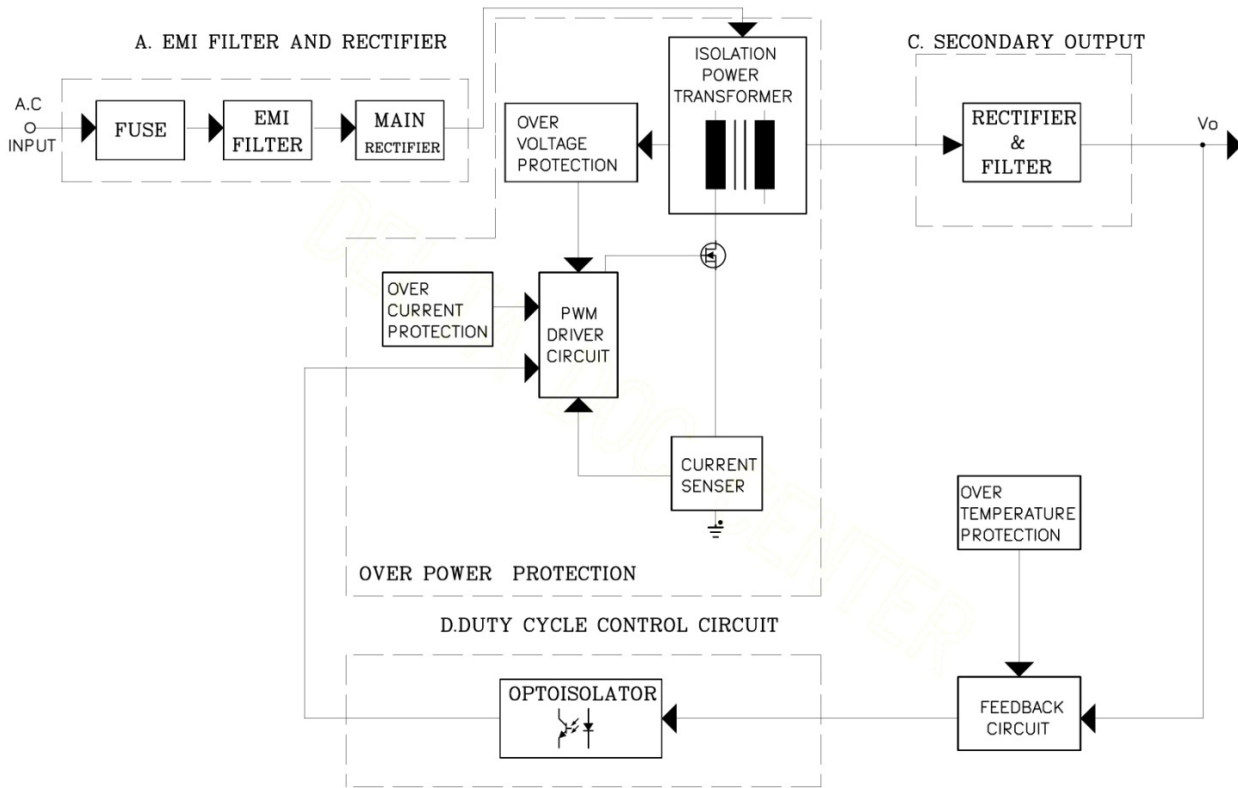 A. EMI FILTER AND RECTIFIER
A.C
INPUT
FUSE
EMI
FILTER
MAIN
RECTIFIER
ISOLATION
POWER
TRANSFORMER
OVER
VOLTAGE
PROTECTION
C. SECONDARY OUTPUT
RECTIFIER
&
FILTER
Vo
OVER
CURRENT
PROTECTION
PWM
DRIVER
CIRCUIT
CURRENT
SENSER
OVER POWER PROTECTION
OVER
TEMPERATURE
PROTECTION
D.DUTY CYCLE CONTROL CIRCUIT
OPTOISOLATOR
FEEDBACK
CIRCUIT
CENTER